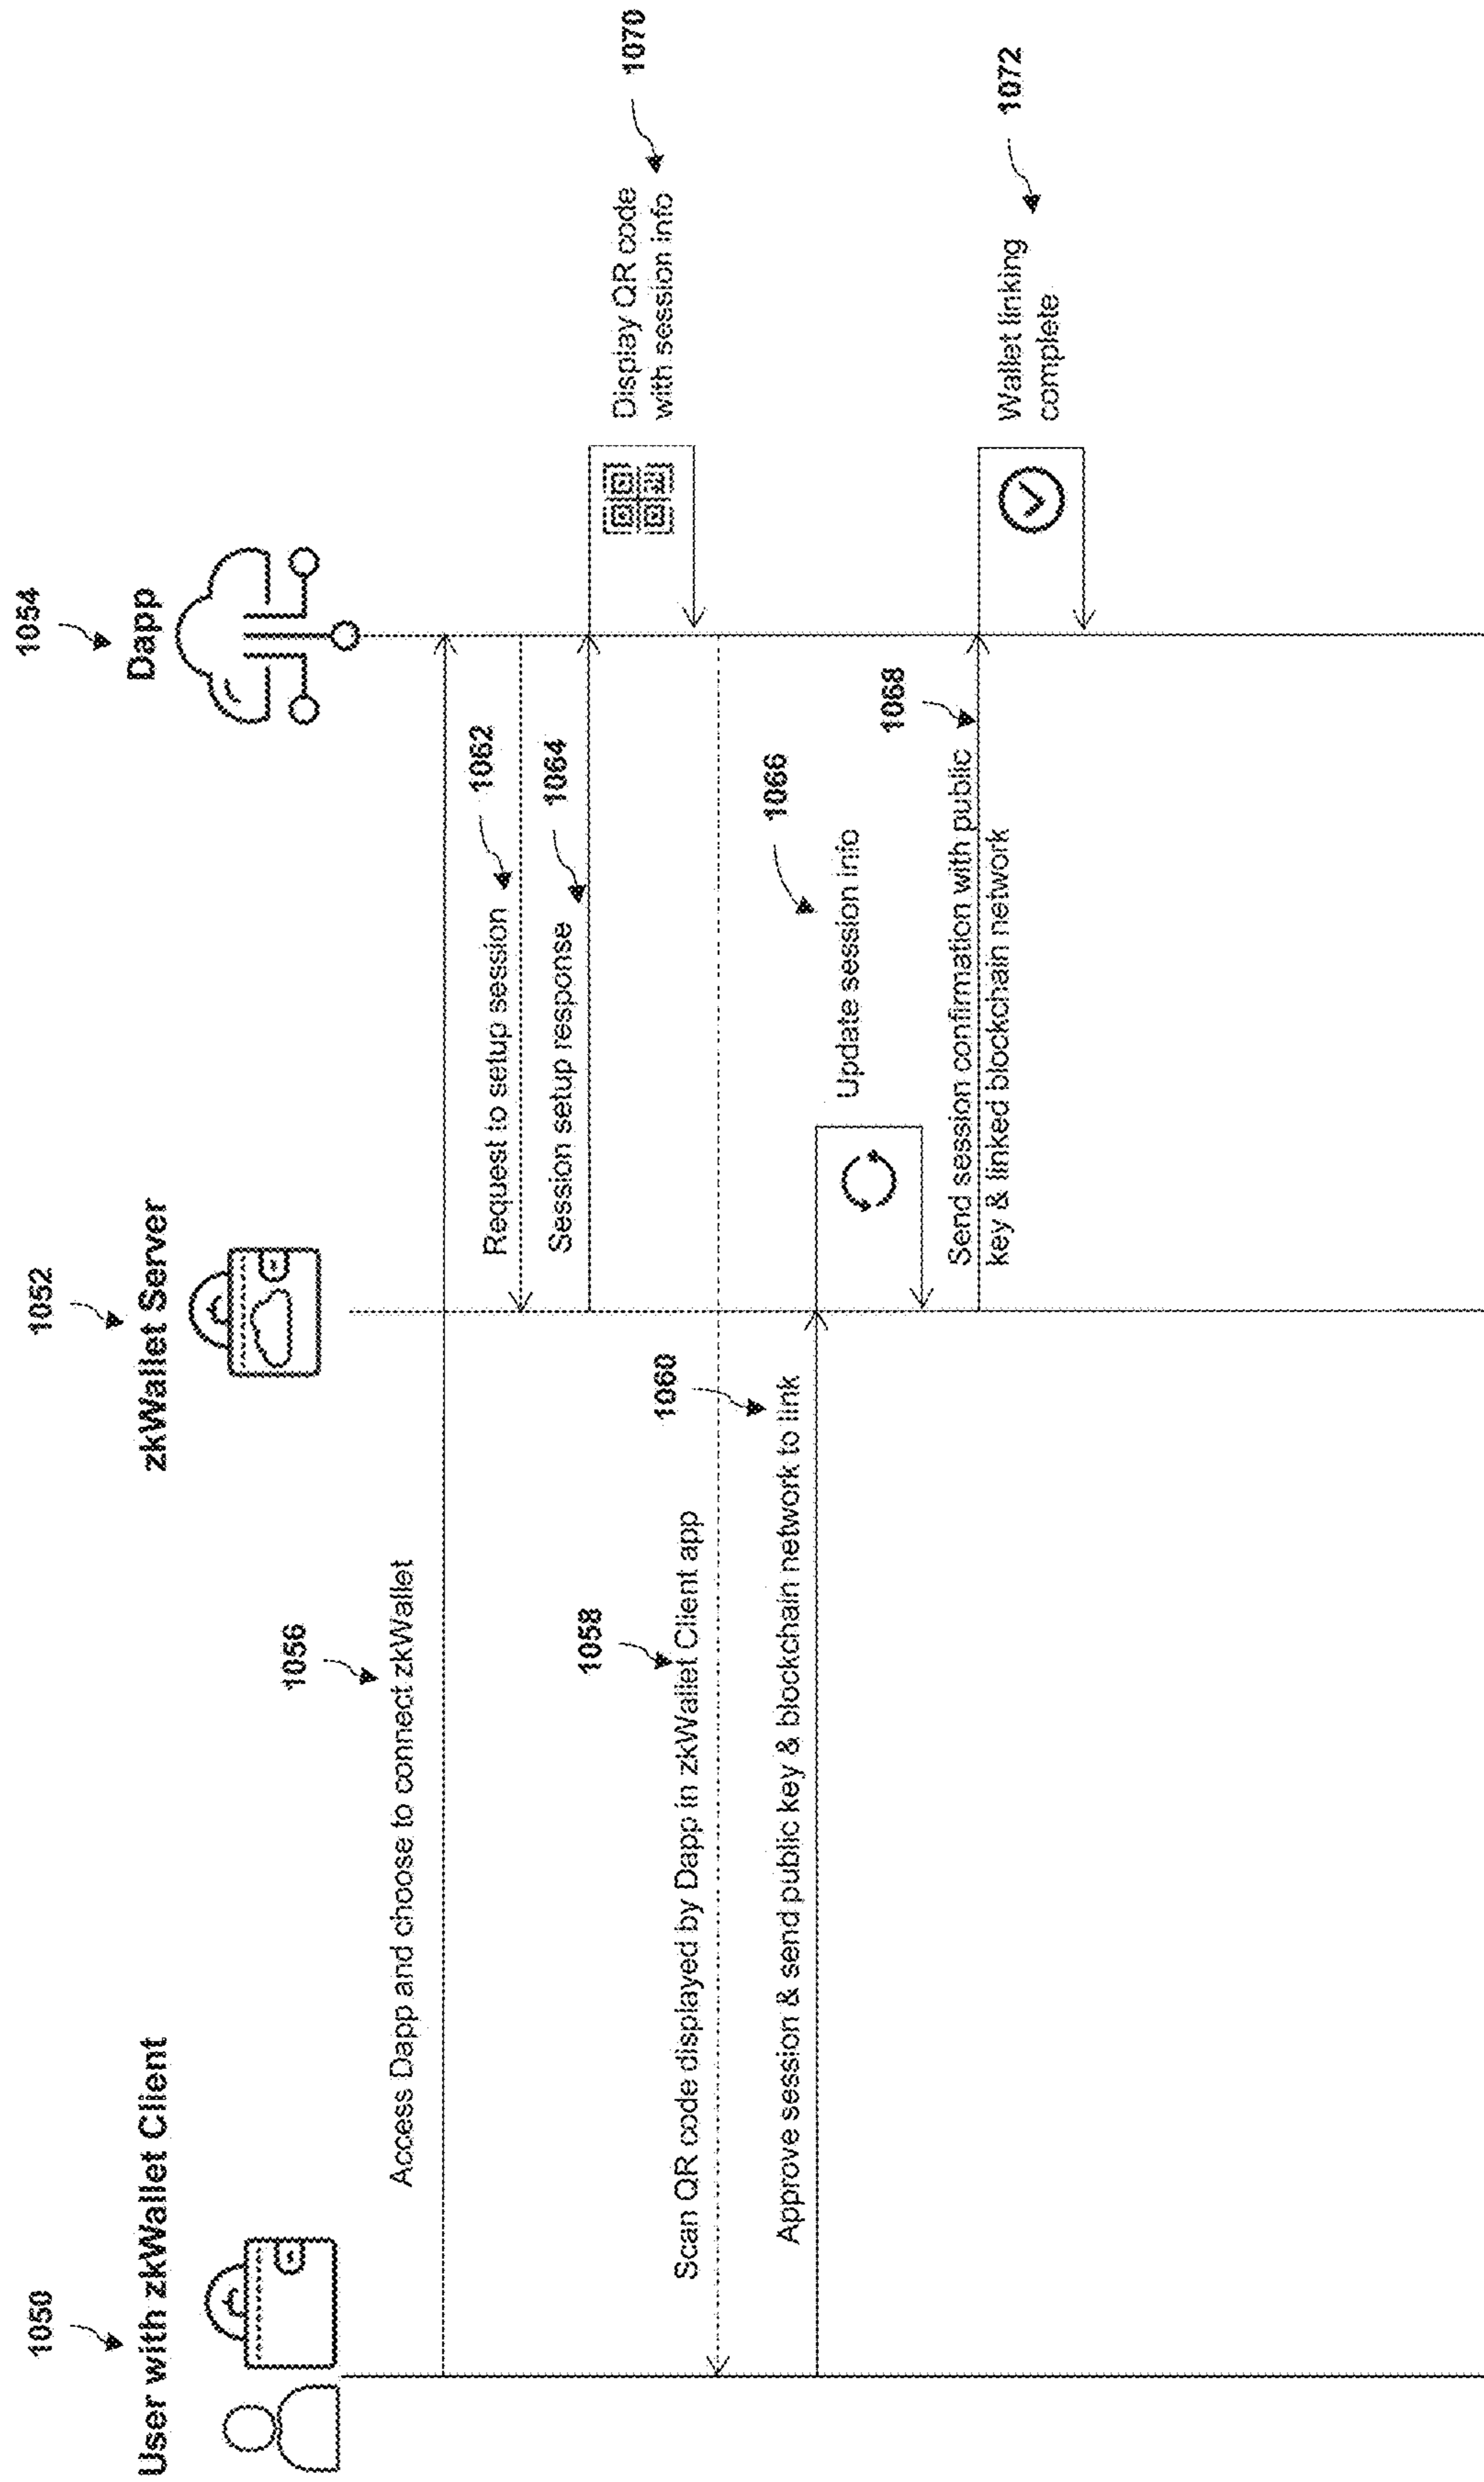 1050
User with zkWallet Client
1052
zkWallet Server
1054
Dapp
1056
Access Dapp and choose to connect zkWallet
1062
Request to setup session
1064
Session setup response
Display QR code
with session info
1070
1058
Scan QR code displayed by Dapp in zkWallet Client app
1060
Approve session & send public key & blockchain network to link
1066
Update session info
1068
Send session confirmation with public
key & linked blockchain network
Wallet linking
complete
1072